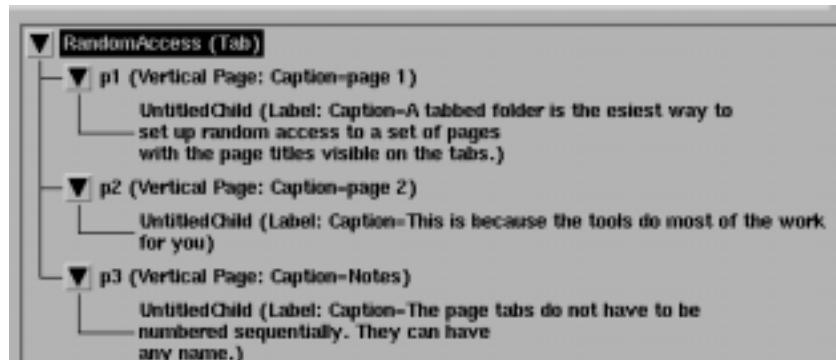 RandomAccess (Tab)
p1 (Vertical Page: Caption=page 1)
UntitledChild (Label: Caption=A tabbed folder is the esiest way to
set up random access to a set of pages
with the page titles visible on the tabs.)
p2 (Vertical Page: Caption=page 2)
UntitledChild (Label: Caption=This is because the tools do most of the work
for you)
p3 (Vertical Page: Caption=Notes)
UntitledChild (Label: Caption=The page tabs do not have to be
numbered sequentially. They can have
any name.)